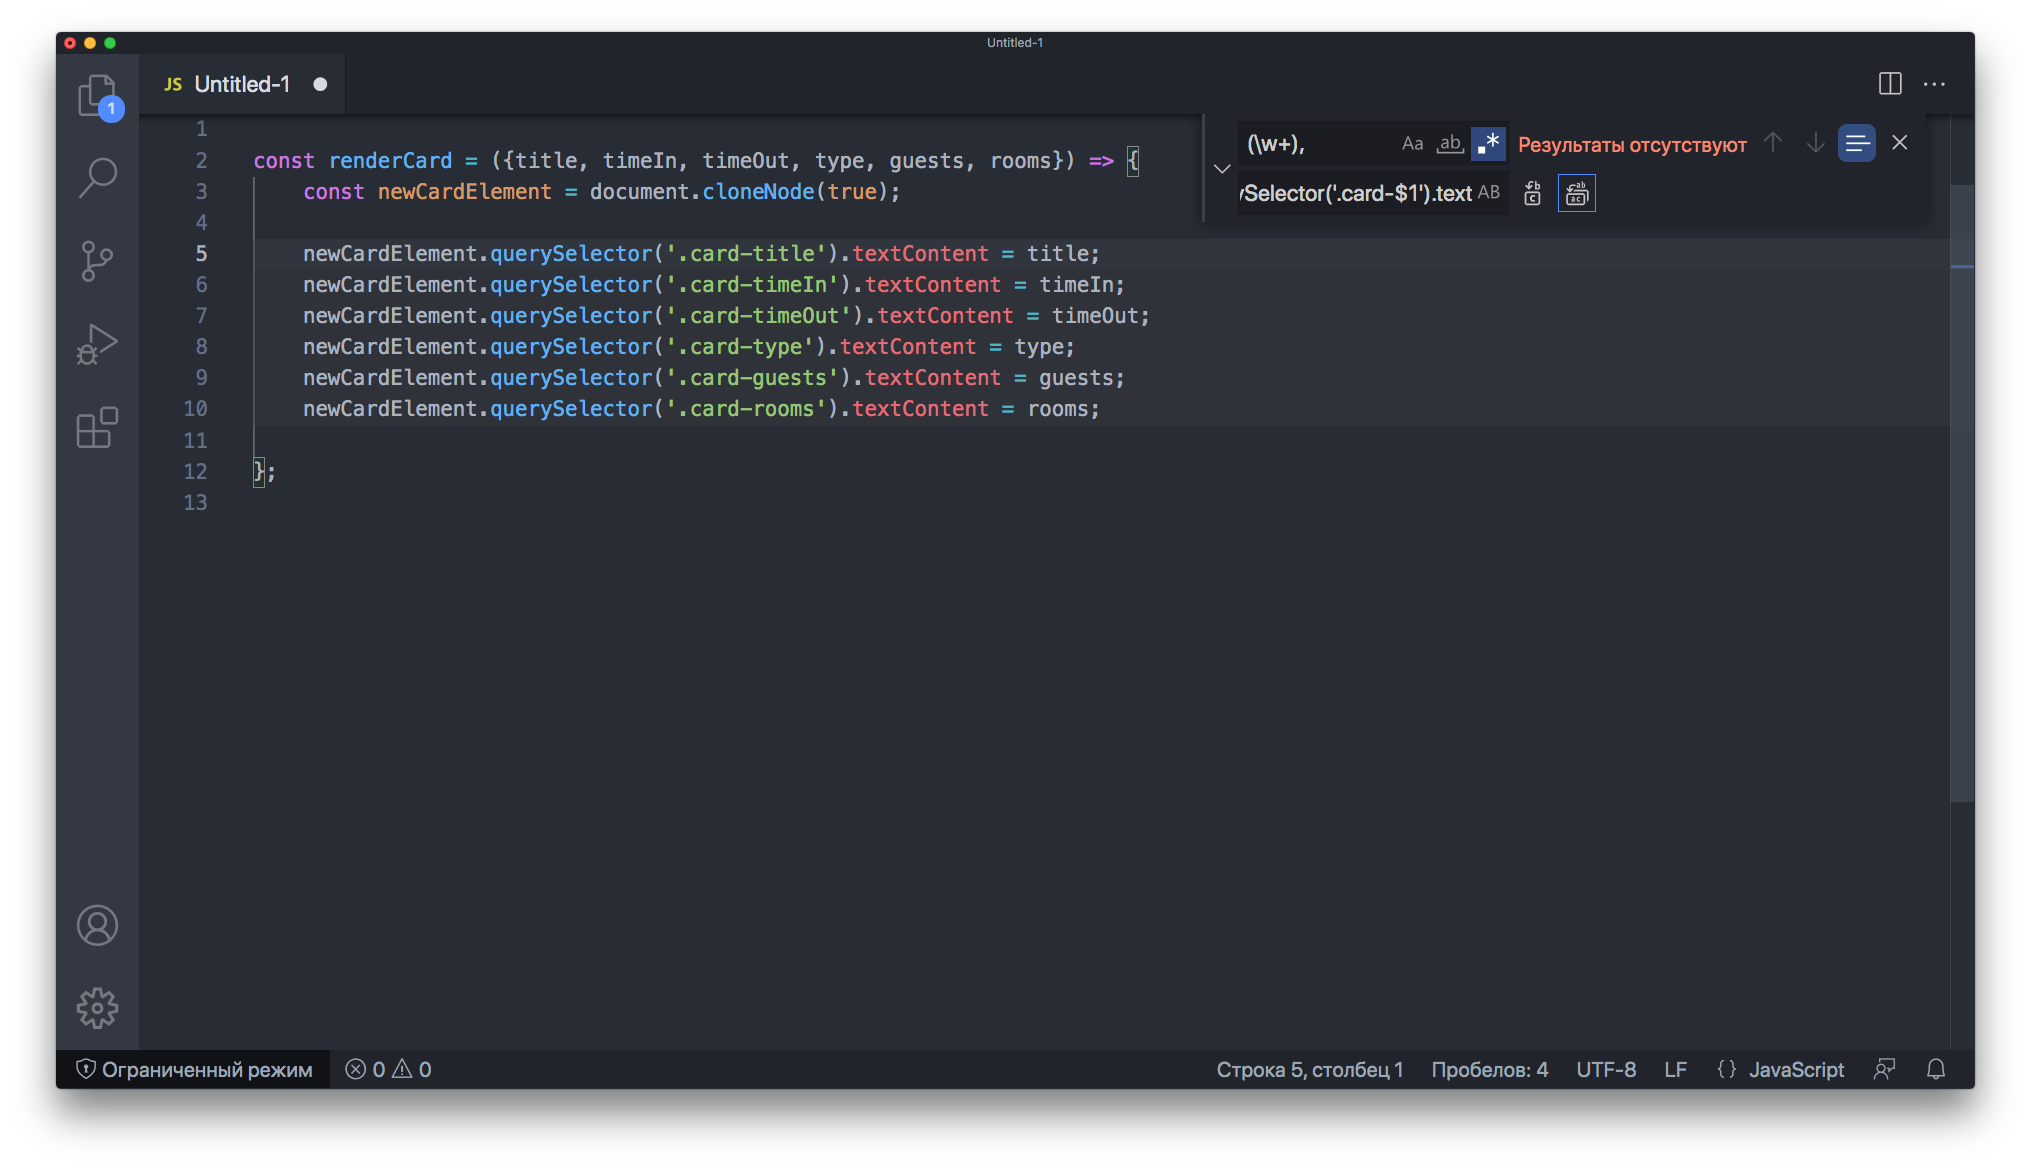 Untitled-1
JS Untitled-1
1
1
2 const renderCard = ({title, timeIn, timeOut, type, guests, rooms}) => {
3 const newCardElement = document.cloneNode(true);
4
5 newCardElement.querySelector('.card-title').textContent = title;
6 newCardElement.querySelector('.card-timeIn').textContent = timeIn;
7 newCardElement.querySelector('.card-timeOut').textContent = timeOut;
8 newCardElement.querySelector('.card-type').textContent = type;
9 newCardElement.querySelector('.card-guests').textContent = guests;
10 newCardElement.querySelector('.card-rooms').textContent = rooms;
11
12 };
13
(\w+), Aa ab .* Результаты отсутствуют
ySelector('.card-$1').text AB
Ограниченный режим 0 0 Строка 5, столбец 1 Пробелов: 4 UTF-8 LF {} JavaScript